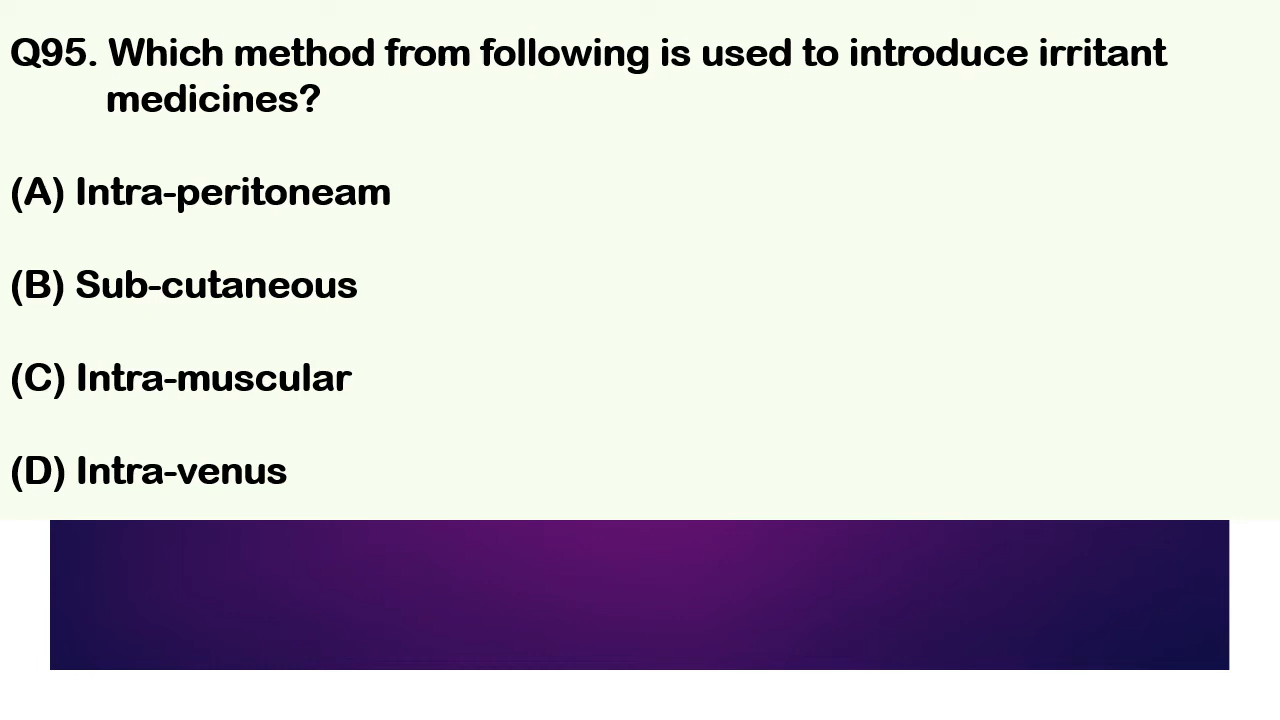 Q95. Which method from following is used to introduce irritant
medicines?
(A) Intra-peritoneam
(B) Sub-cutaneous
(C) Intra-muscular
(D) Intra-venus